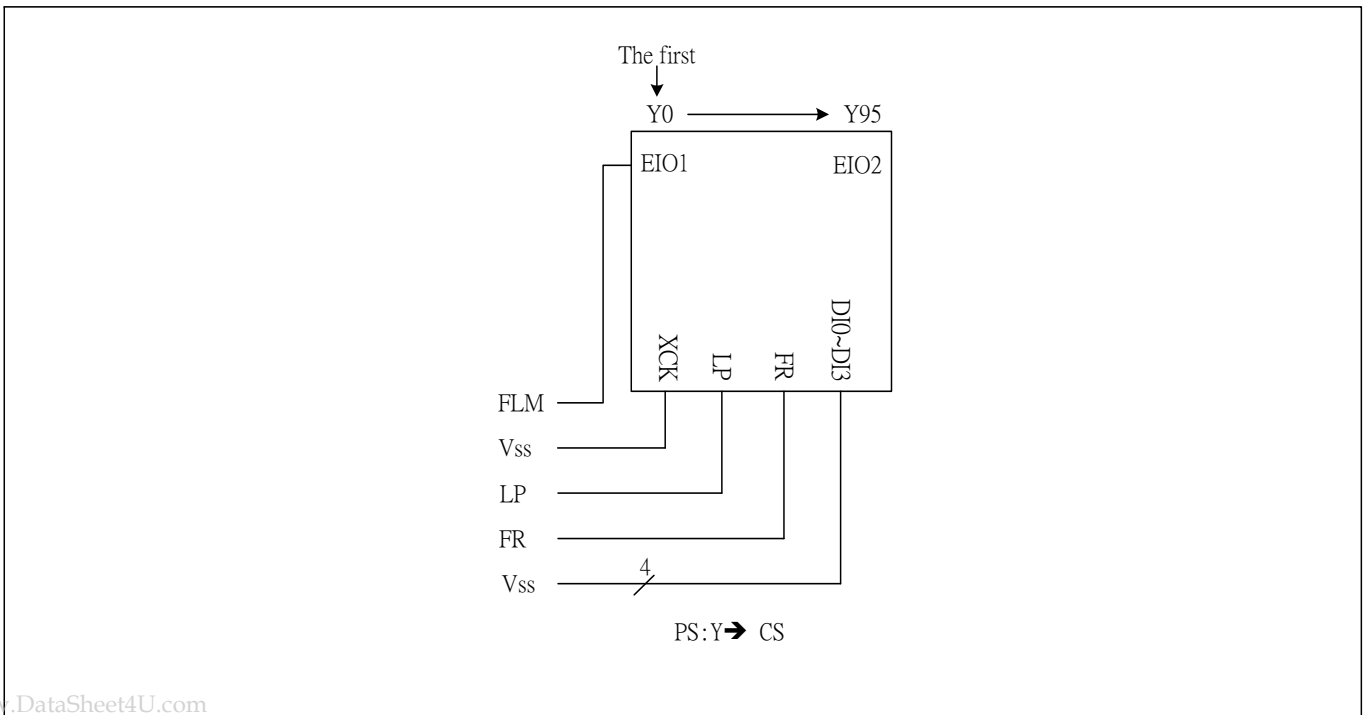 The first
Y0 Y95
EIO1 EIO2
XCK LP FR DI0~DI3
FLM
Vss
LP
FR
Vss 4
PS:Y➔ CS
.DataSheet4U.com